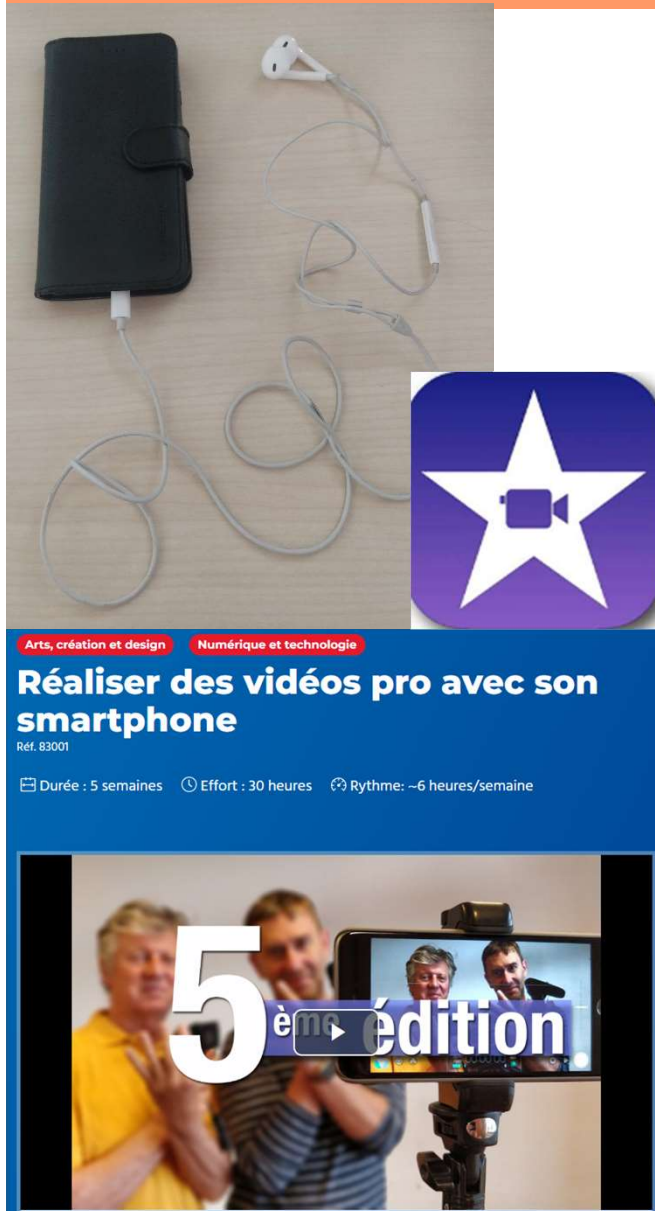 Arts, création et design
Numérique et technologie
Réaliser des vidéos pro avec son
smartphone
Réf. 83001
Durée : 5 semaines
Effort : 30 heures
Rythme: ~6 heures/semaine
5ème édition